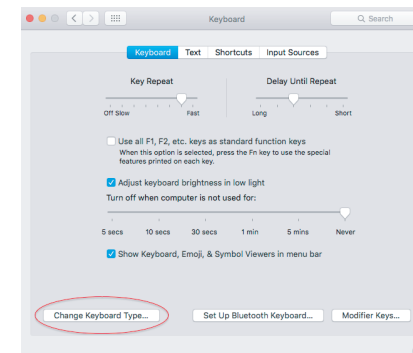 Keyboard
Search
Keyboard Text Shortcuts Input Sources
Key Repeat Delay Until Repeat
Off Slow Fast Long Short
Use all F1, F2, etc. keys as standard function keys
When this option is selected, press the Fn key to use the special
features printed on each key.
Adjust keyboard brightness in low light
Turn off when computer is not used for:
5 secs 10 secs 30 secs 1 min 5 mins Never
Show Keyboard, Emoji, & Symbol Viewers in menu bar
Change Keyboard Type... Set Up Bluetooth Keyboard... Modifier Keys...